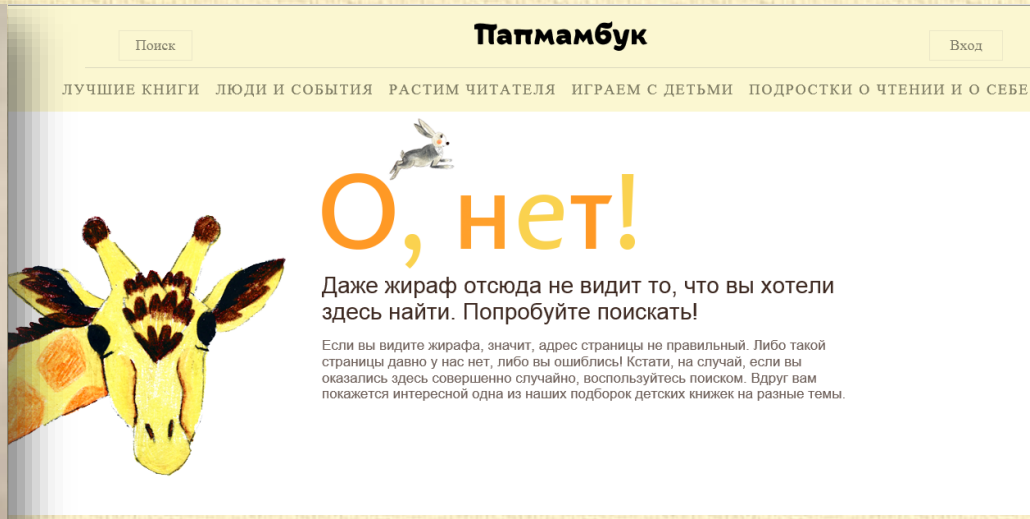 Поиск
Папмамбук
Вход
ЛУЧШИЕ КНИГИ ЛЮДИ И СОБЫТИЯ РАСТИМ ЧИТАТЕЛЯ ИГРАЕМ С ДЕТЬМИ ПОДРОСТКИ О ЧТЕНИИ И О СЕБЕ
О, нет!
Даже жираф отсюда не видит то, что вы хотели
здесь найти. Попробуйте поискать!
Если вы видите жирафа, значит, адрес страницы не правильный. Либо такой
страницы давно у нас нет, либо вы ошиблись! Кстати, на случай, если вы
оказались здесь совершенно случайно, воспользуйтесь поиском. Вдруг вам
покажется интересной одна из наших подборок детских книжек на разные темы.